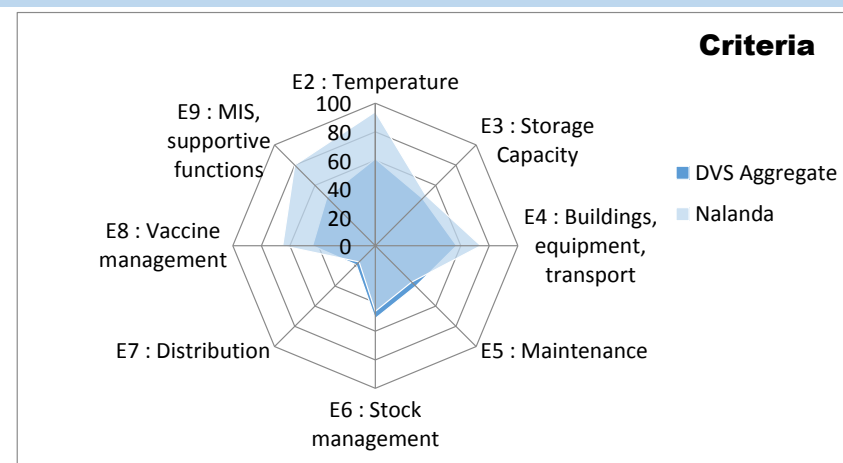 Criteria
E2 : Temperature
E9 : MIS,
supportive
functions
100
80
60
40
20
0
E3 : Storage
Capacity
DVS Aggregate
Nalanda
E4 : Buildings,
equipment,
transport
E8 : Vaccine
management
E7 : Distribution
E5 : Maintenance
E6 : Stock
management